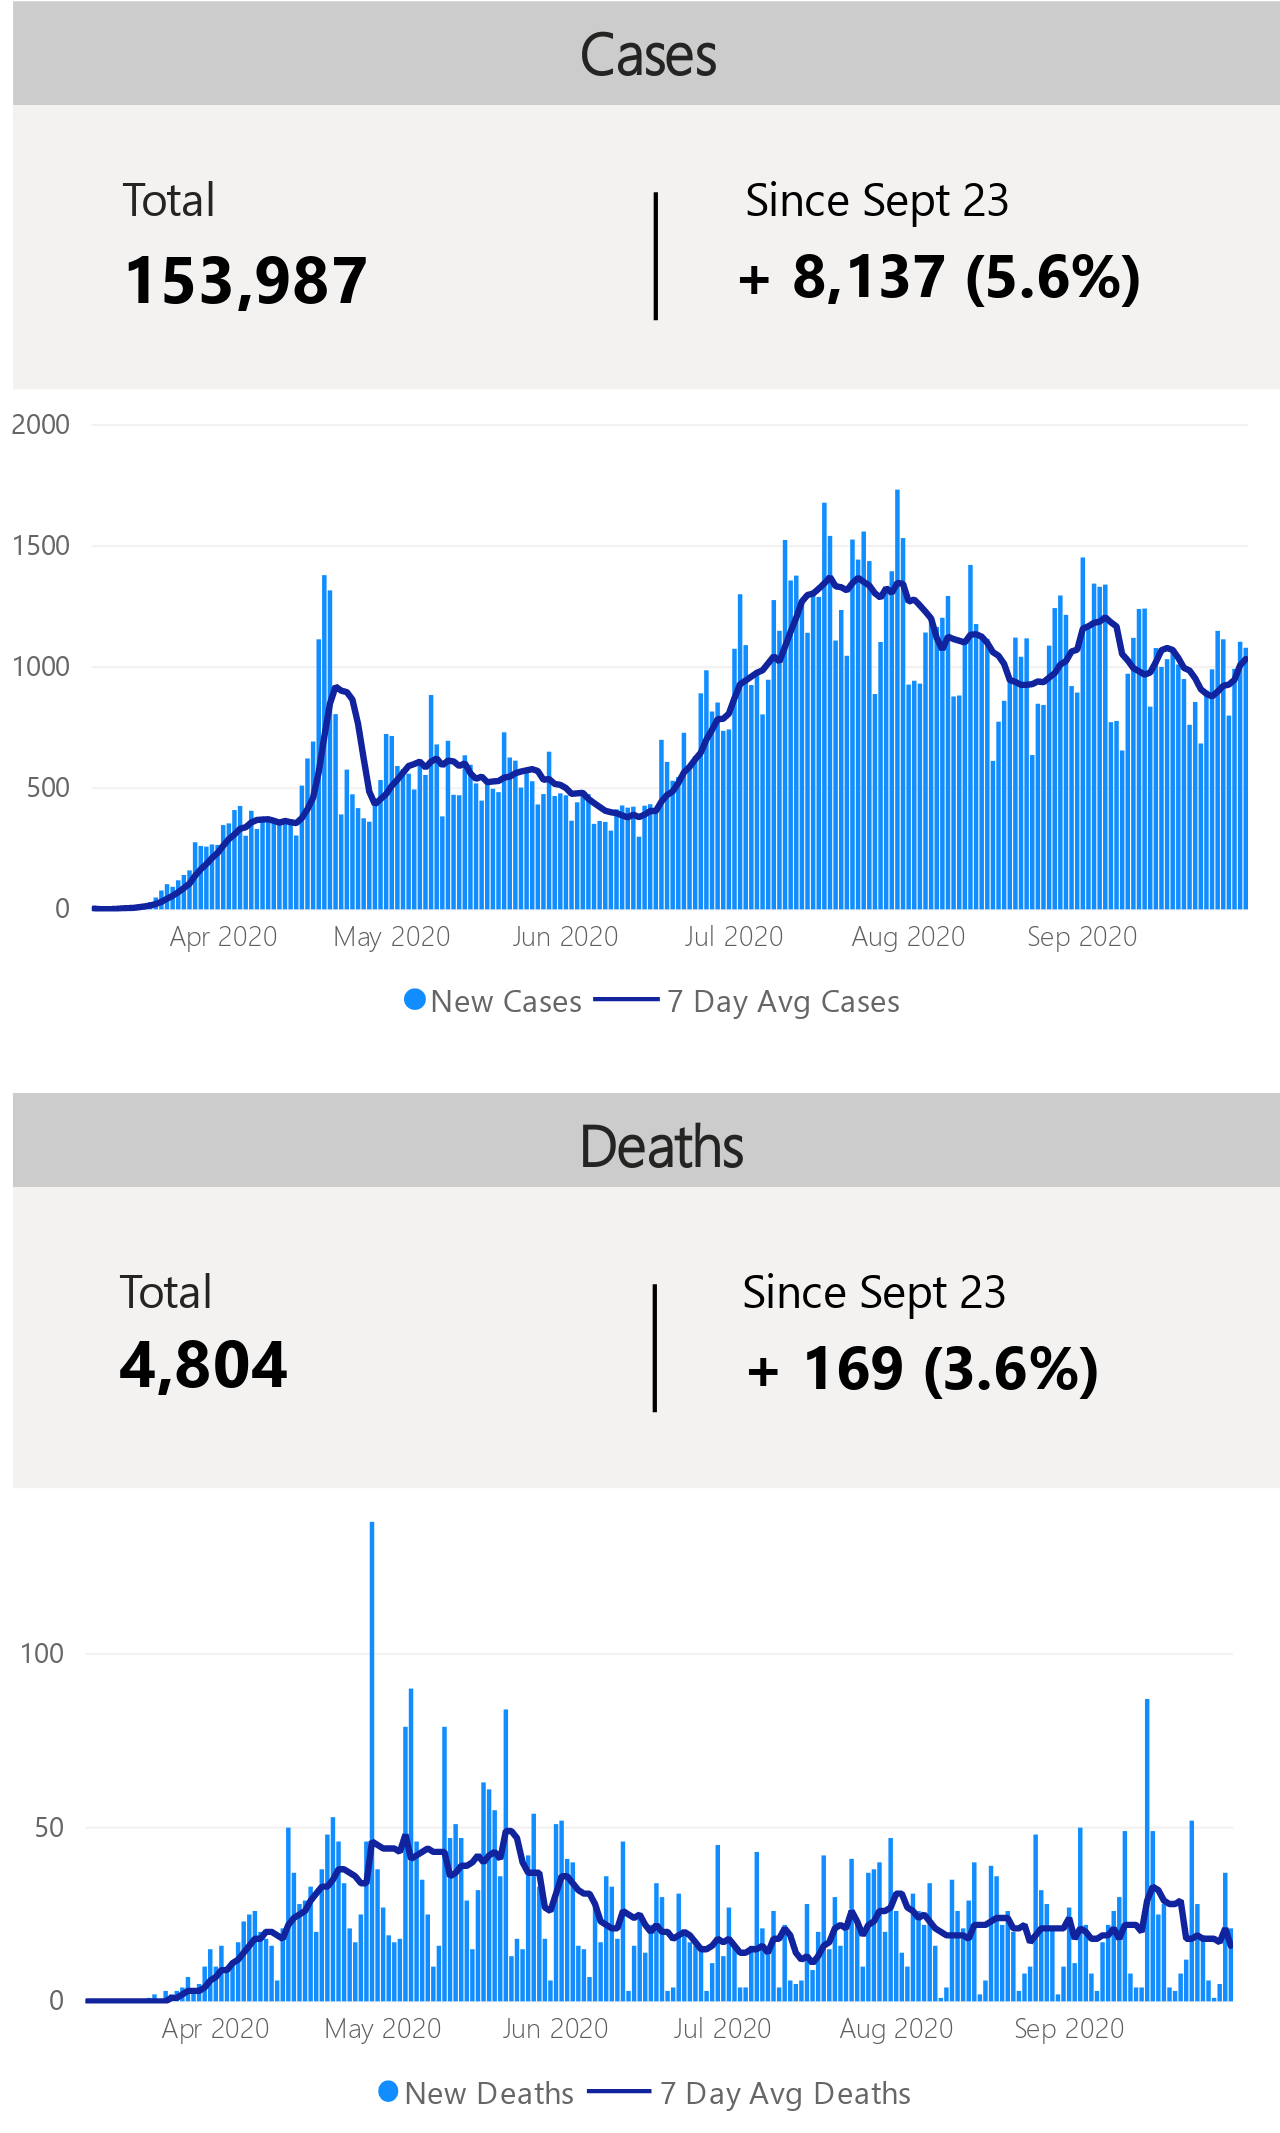 Cases
Total
Since Sept 23
153,987
+ 8,137 (5.6%)
2000
1500
1000
500
0
Apr 2020 May 2020 Jun 2020 Jul 2020 Aug 2020 Sep 2020
New Cases 7 Day Avg Cases
Deaths
Total
Since Sept 23
4,804
+ 169 (3.6%)
100
50
0
Apr 2020 May 2020 Jun 2020 Jul 2020 Aug 2020 Sep 2020
New Deaths 7 Day Avg Deaths